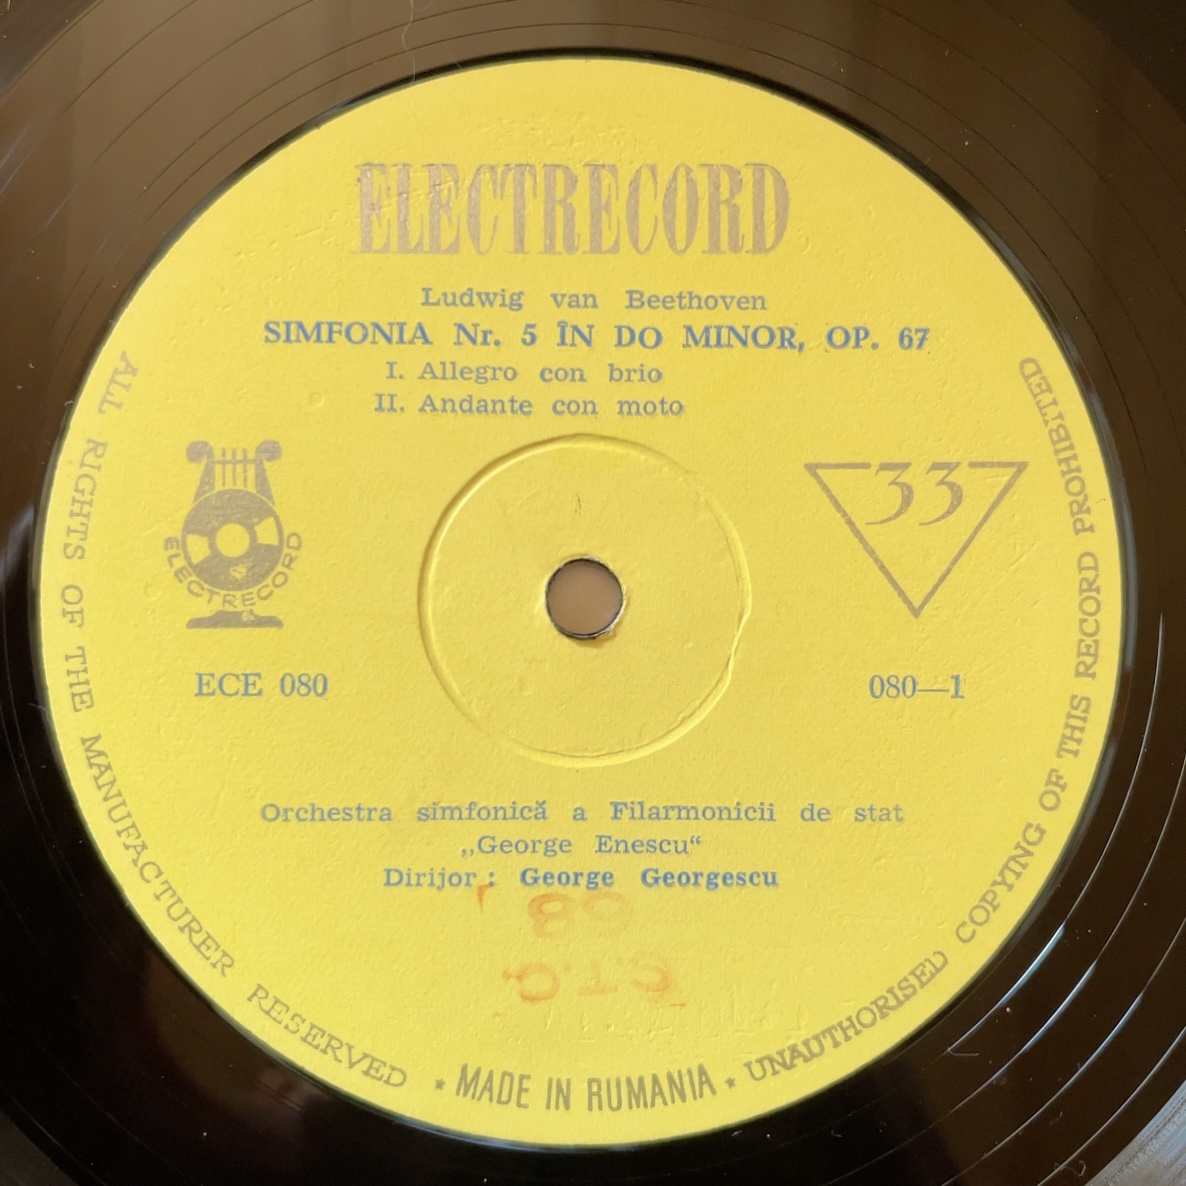 ELECTRECORD
Ludwig van Beethoven
SIMFONIA Nr. 5 ÎN DO MINOR, OP. 67
I. Allegro con brio
II. Andante con moto
ELECTRECORD
33
ECE 080
080—1
Orchestra simfonică a Filarmonicii de stat
„George Enescu“
Dirijor: George Georgescu
ALL RIGHTS OF THE MANUFACTURER RESERVED * MADE IN RUMANIA * UNAUTHORISED COPYING OF THIS RECORD PROHIBITED